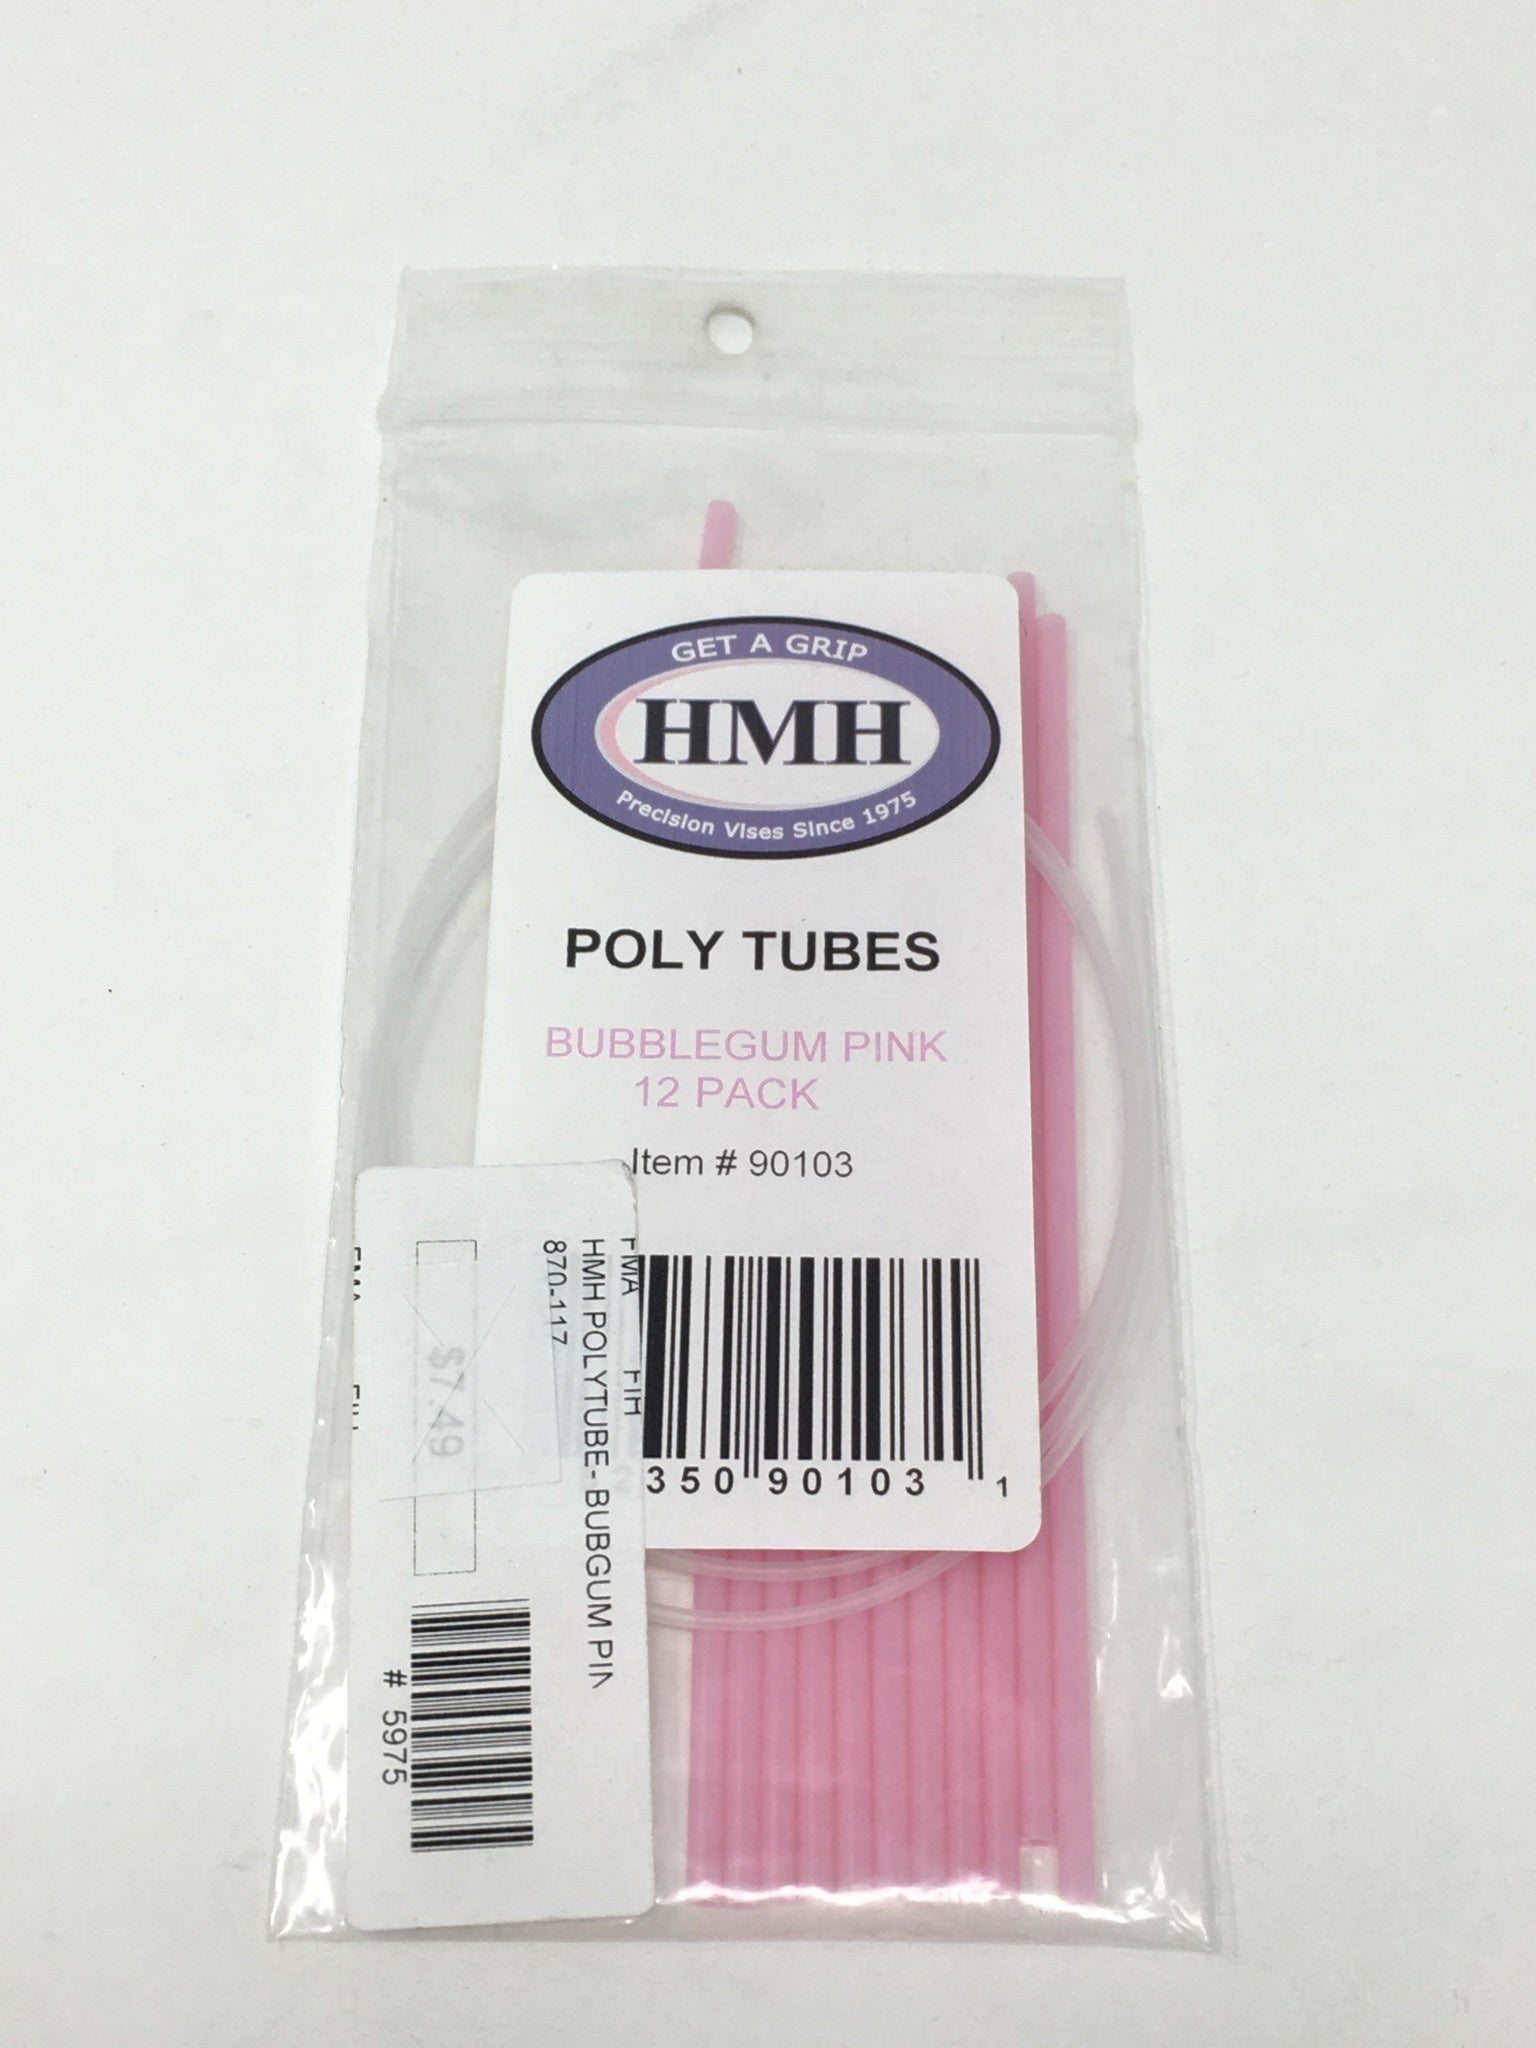 GET A GRIP
HMH
Precision Vises Since 1975
POLY TUBES
BUBBLEGUM PINK
12 PACK
Item # 90103
350 90103 1
HMH POLYTUBE- BUBGUM PIN
870-117
$7.49
# 5975